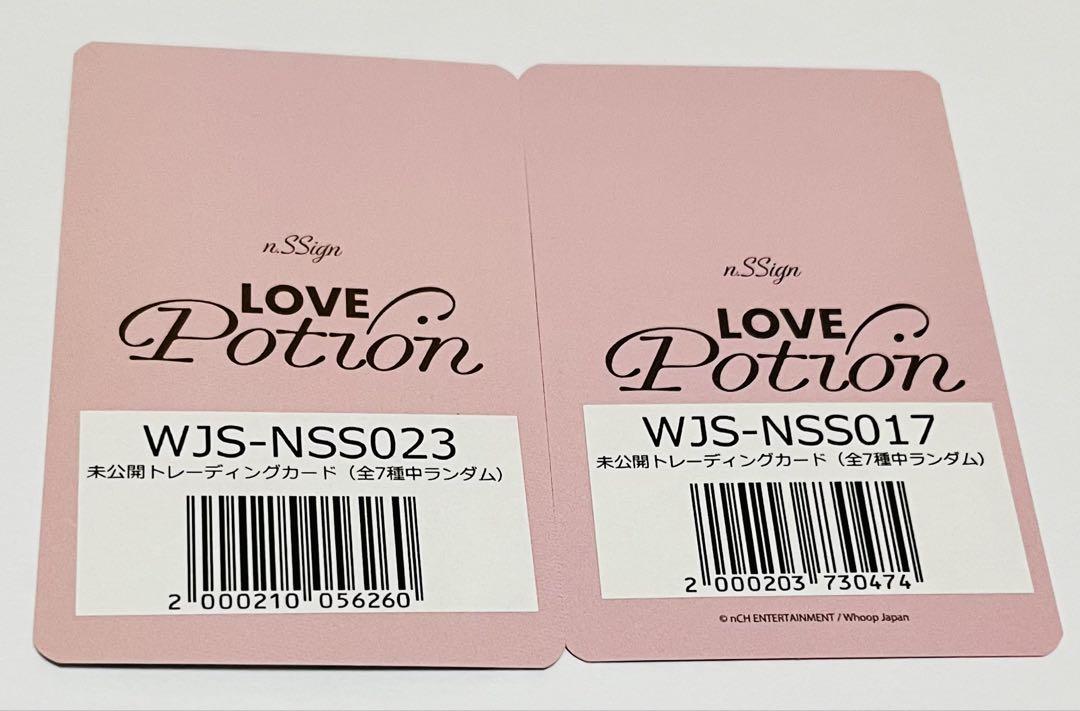 n.SSign
LOVE
Potion
WJS-NSS023
未公開トレーディングカード（全7種中ランダム）
2 000210 056260
n.SSign
LOVE
Potion
WJS-NSS017
未公開トレーディングカード（全7種中ランダム）
2 000203 730474
© nCH ENTERTAINMENT / Whoop Japan